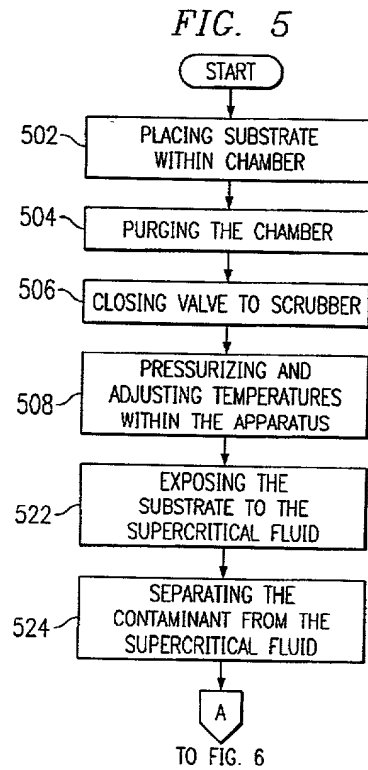 FIG. 5
START
502
PLACING SUBSTRATE
WITHIN CHAMBER
504
PURGING THE CHAMBER
506
CLOSING VALVE TO SCRUBBER
508
PRESSURIZING AND
ADJUSTING TEMPERATURES
WITHIN THE APPARATUS
522
EXPOSING THE
SUBSTRATE TO THE
SUPERCRITICAL FLUID
524
SEPARATING THE
CONTAMINANT FROM THE
SUPERCRITICAL FLUID
A
TO FIG. 6